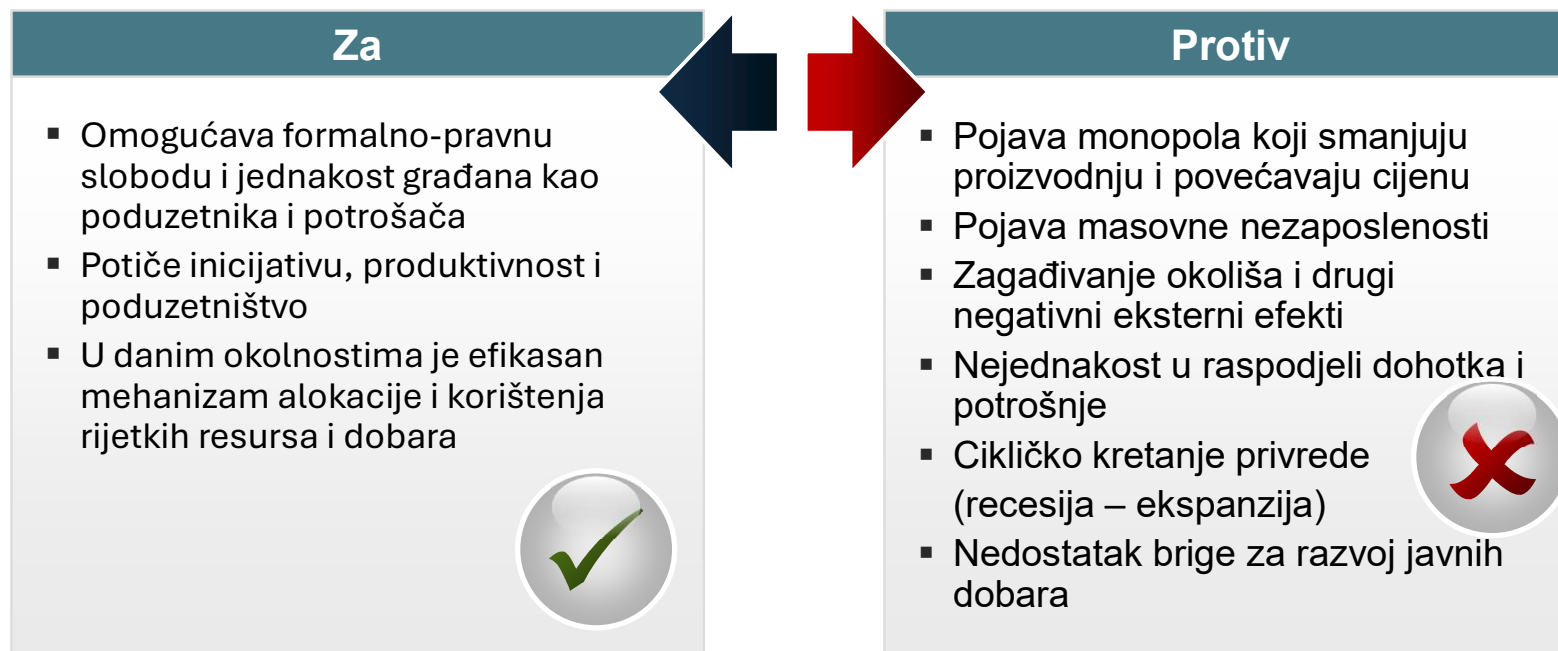 Za
▪ Omogućava formalno-pravnu
slobodu i jednakost građana kao
poduzetnika i potrošača
▪ Potiče inicijativu, produktivnost i
poduzetništvo
▪ U danim okolnostima je efikasan
mehanizam alokacije i korištenja
rijetkih resursa i dobara
Protiv
▪ Pojava monopola koji smanjuju
proizvodnju i povećavaju cijenu
▪ Pojava masovne nezaposlenosti
▪ Zagađivanje okoliša i drugi
negativni eksterni efekti
▪ Nejednakost u raspodjeli dohotka i
potrošnje
▪ Cikličko kretanje privrede
(recesija – ekspanzija)
▪ Nedostatak brige za razvoj javnih
dobara